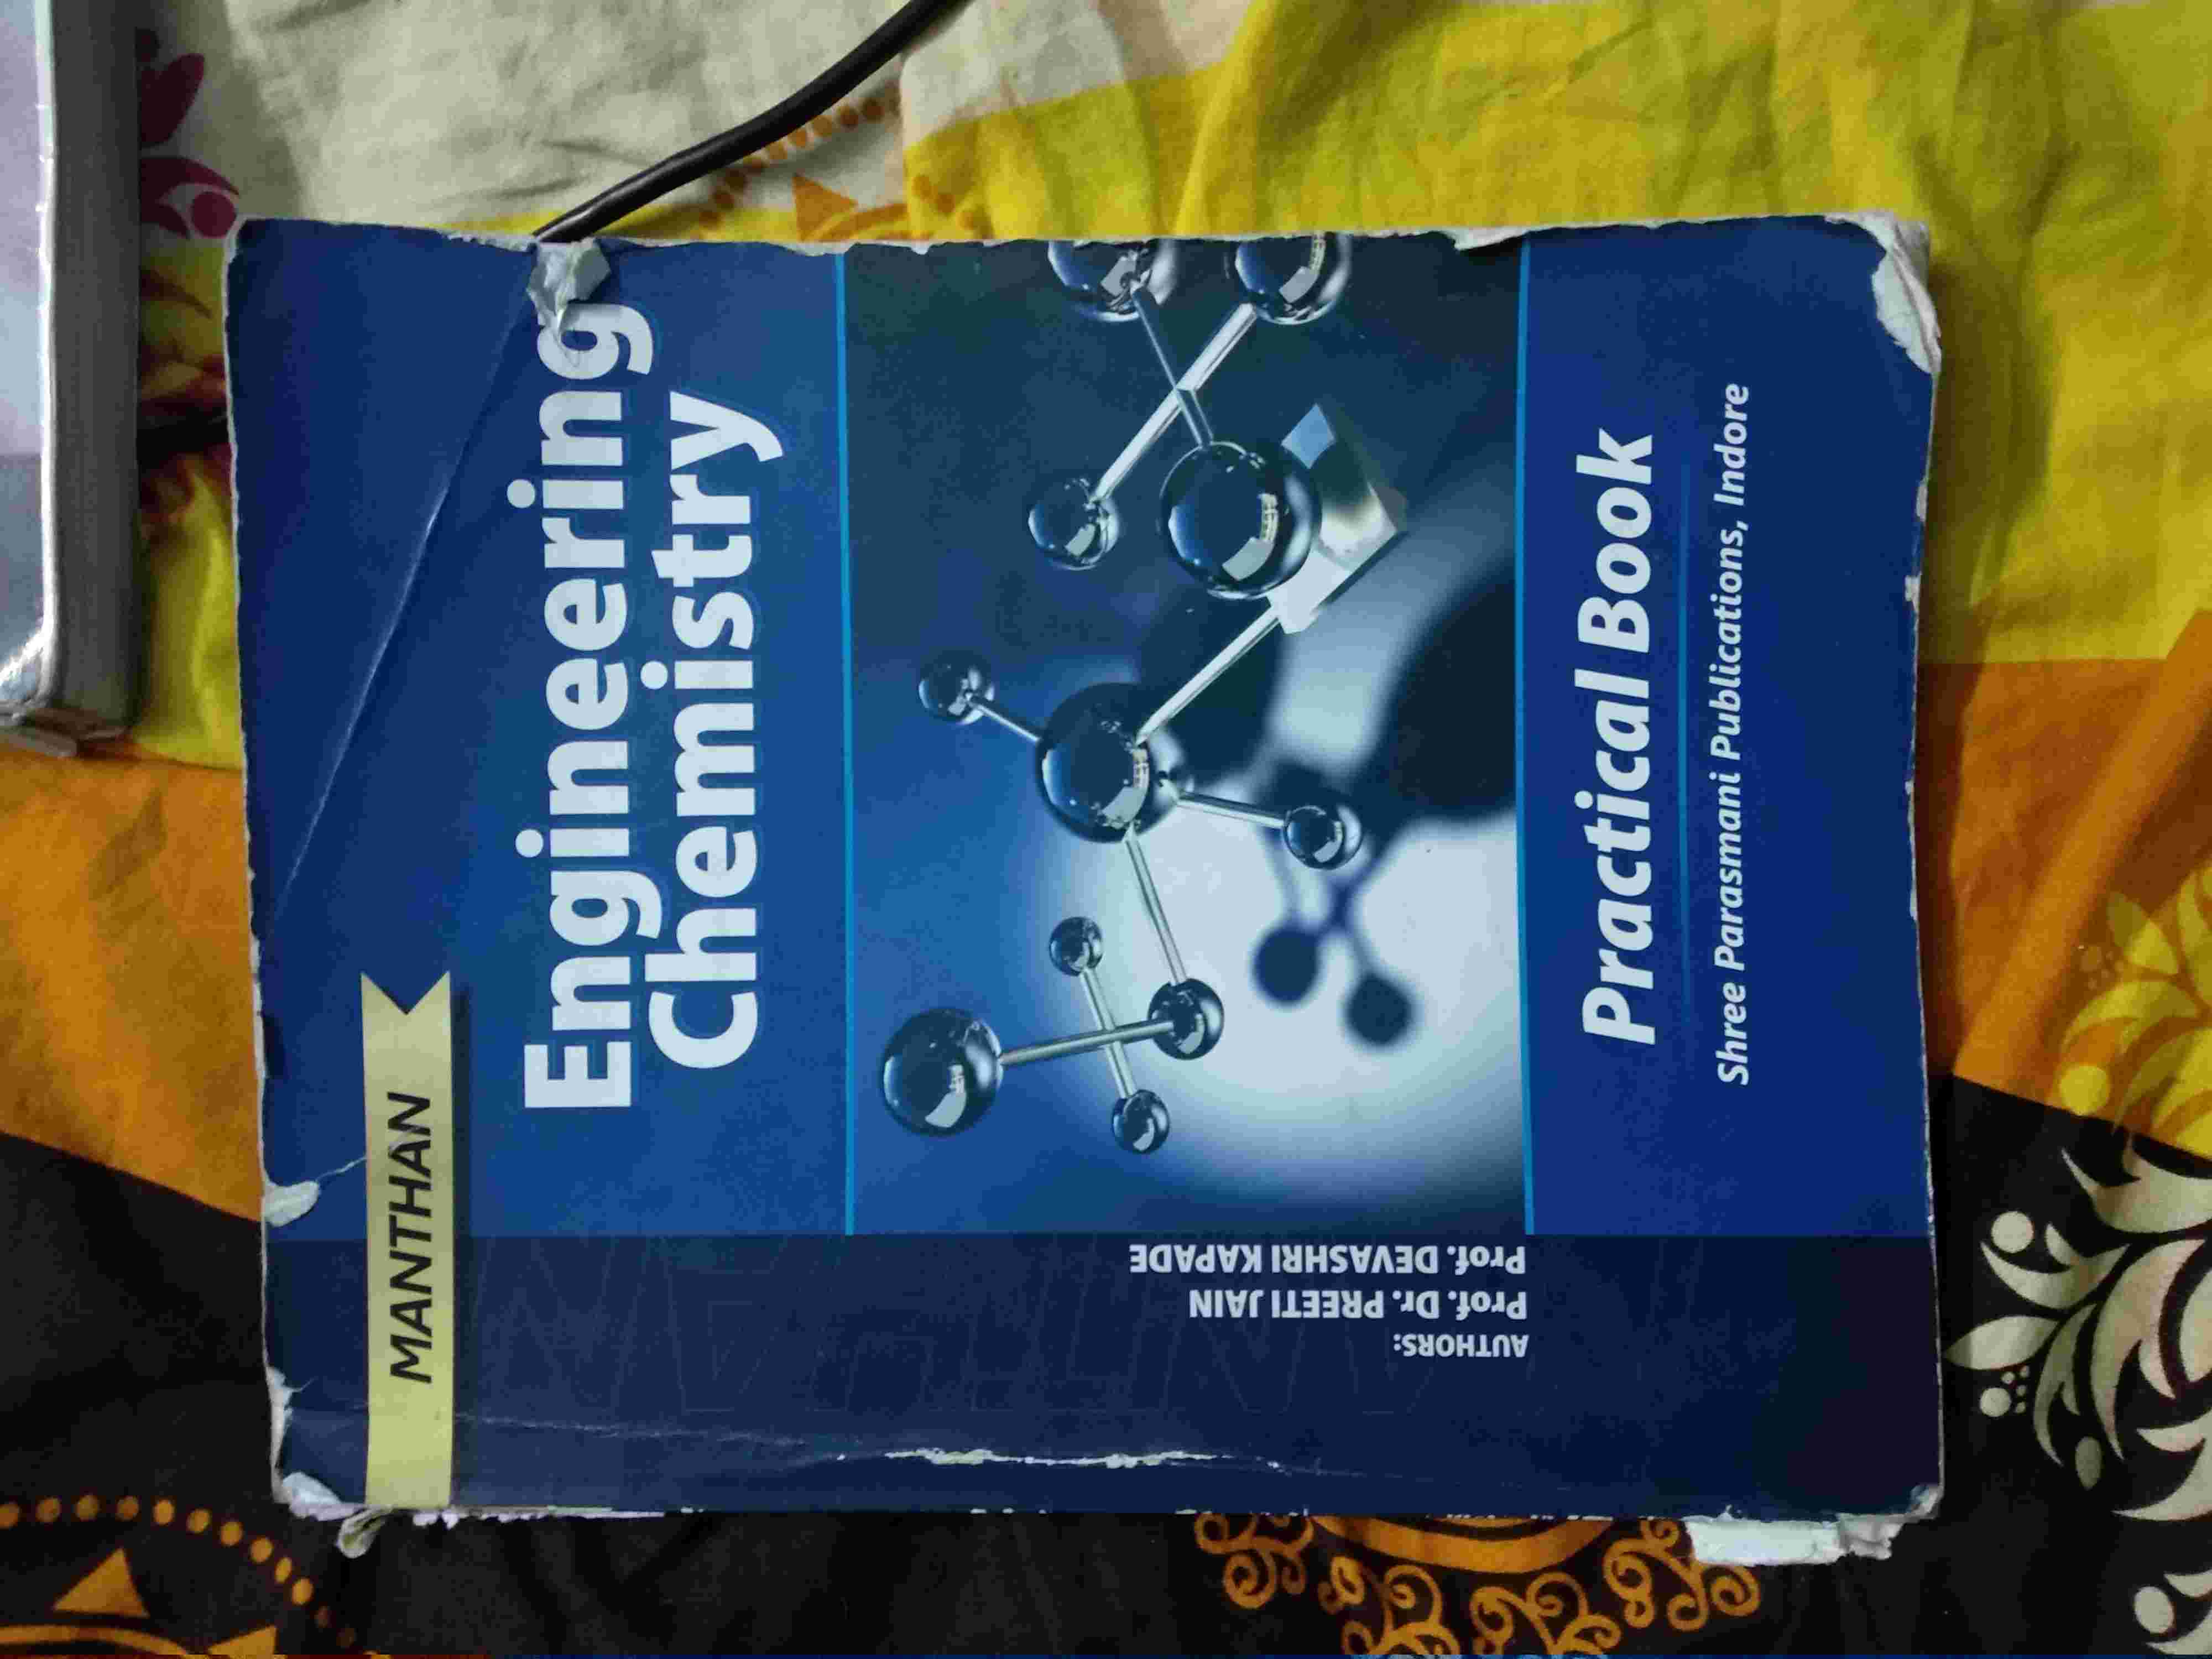 MANTHAN
Engineering
Chemistry
AUTHORS:
Prof. Dr. PREETI JAIN
Prof. DEVASHRI KAPADE
Practical Book
Shree Parasmani Publications, Indore